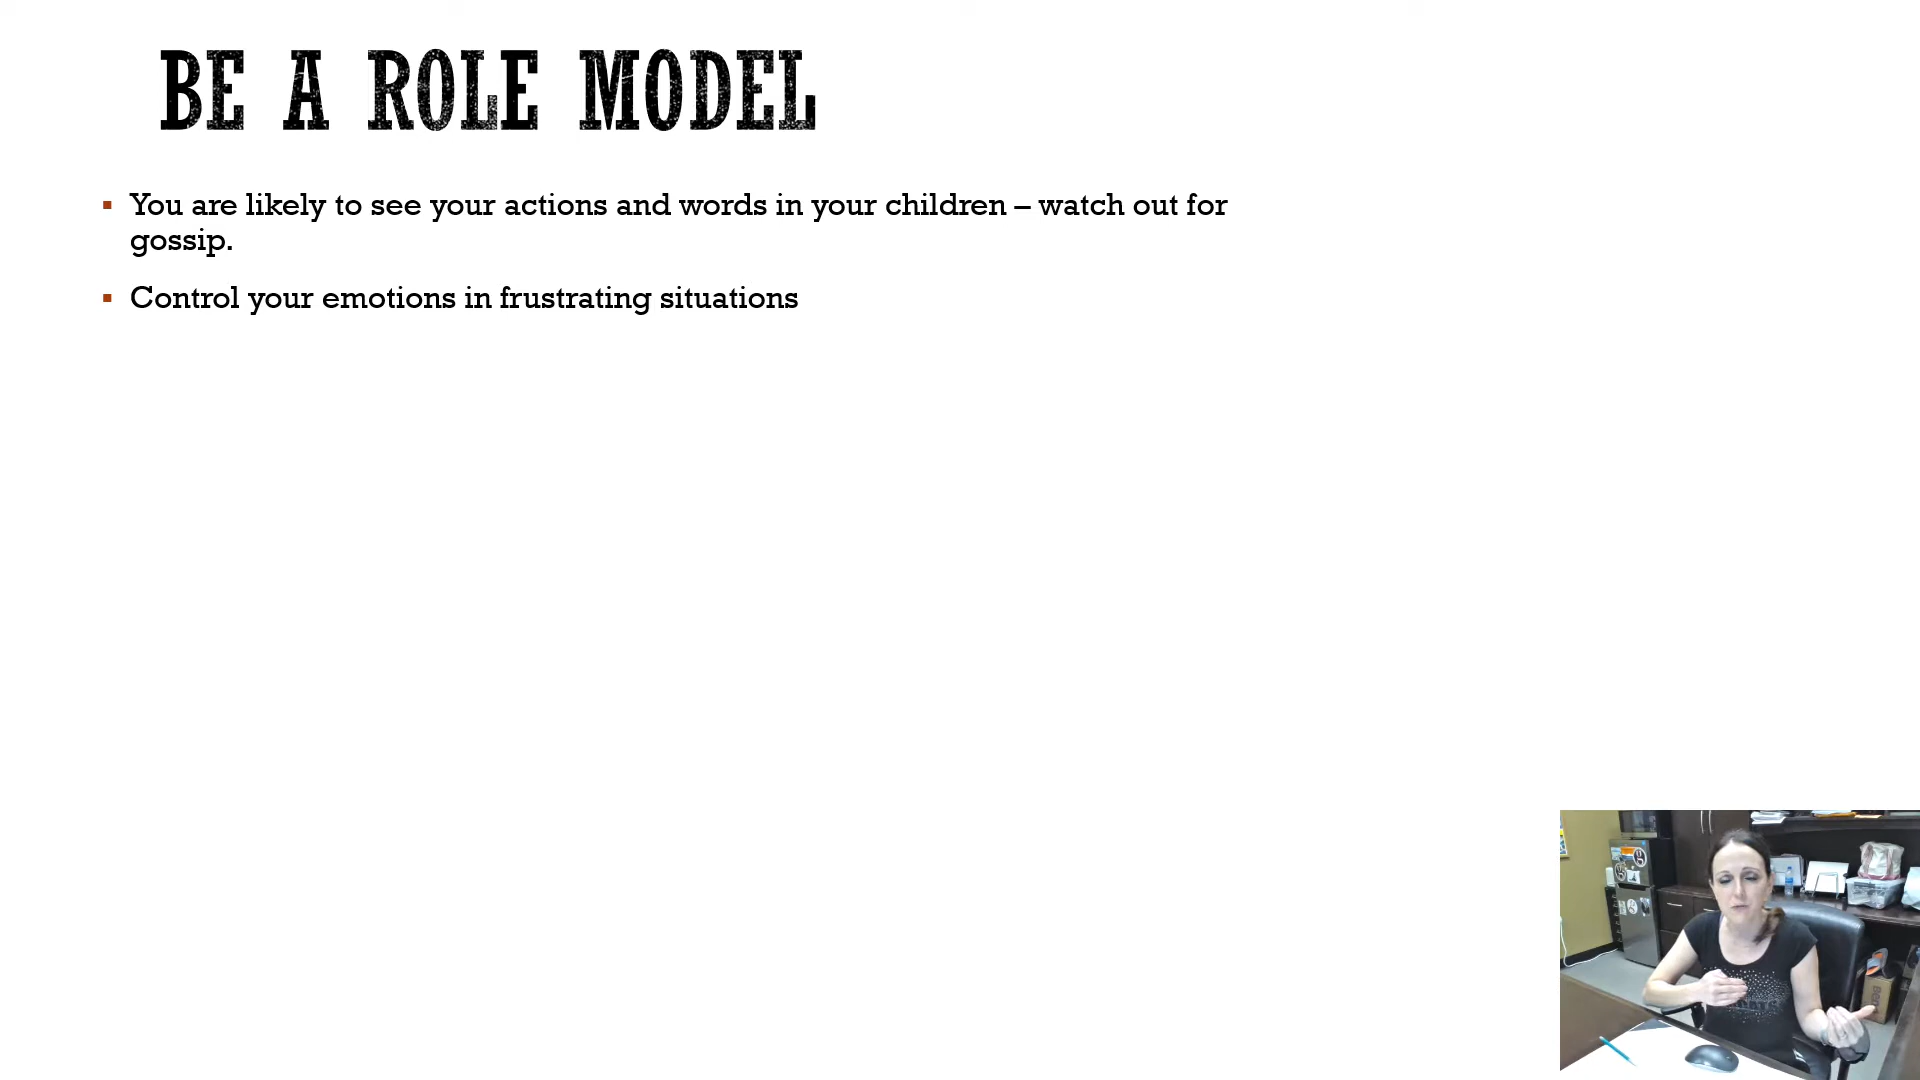 BE A ROLE MODEL
▪ You are likely to see your actions and words in your children – watch out for
gossip.
▪ Control your emotions in frustrating situations